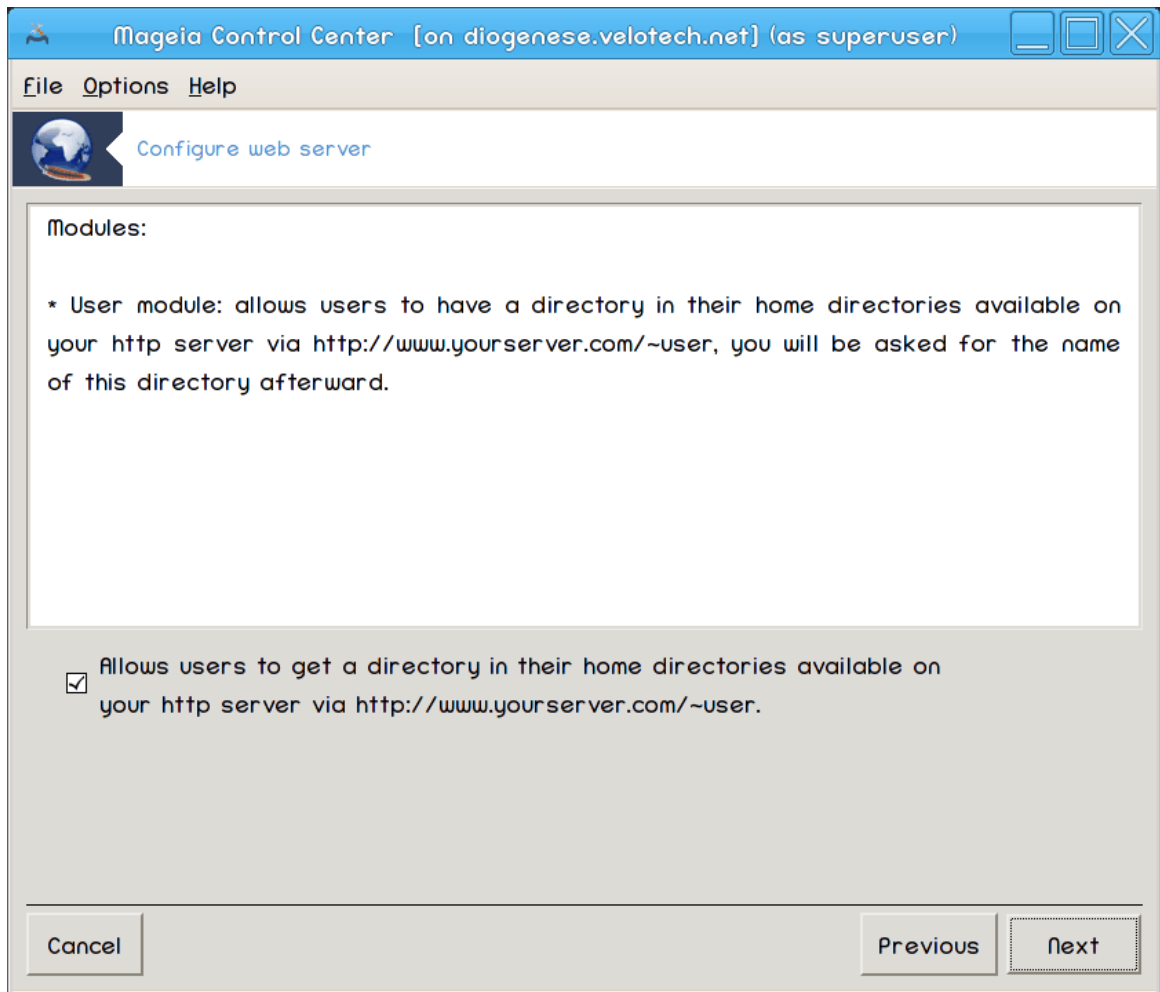 Mageia Control Center [on diogenese.velotech.net] (as superuser)
File Options Help
Configure web server
Modules:
* User module: allows users to have a directory in their home directories available on
your http server via http://www.yourserver.com/~user, you will be asked for the name
of this directory afterward.
Allows users to get a directory in their home directories available on
your http server via http://www.yourserver.com/~user.
Cancel
Previous
Next